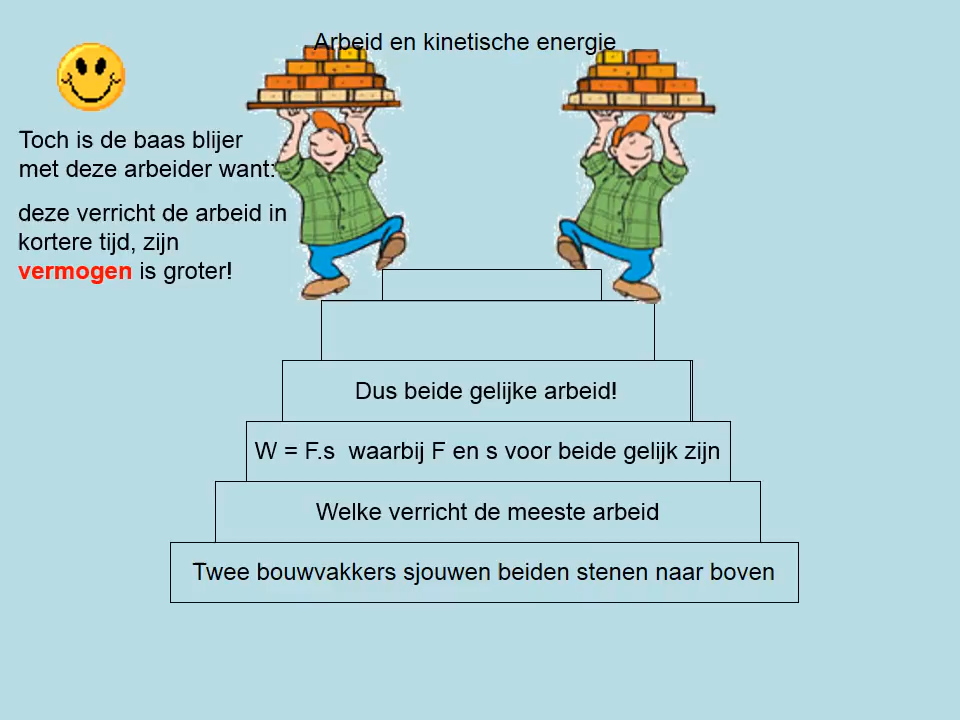 Arbeid en kinetische energie
Toch is de baas blijer
met deze arbeider want:
deze verricht de arbeid in
kortere tijd, zijn
vermogen is groter!
Dus beide gelijke arbeid!
W = F.s  waarbij F en s voor beide gelijk zijn
Welke verricht de meeste arbeid
Twee bouwvakkers sjouwen beiden stenen naar boven